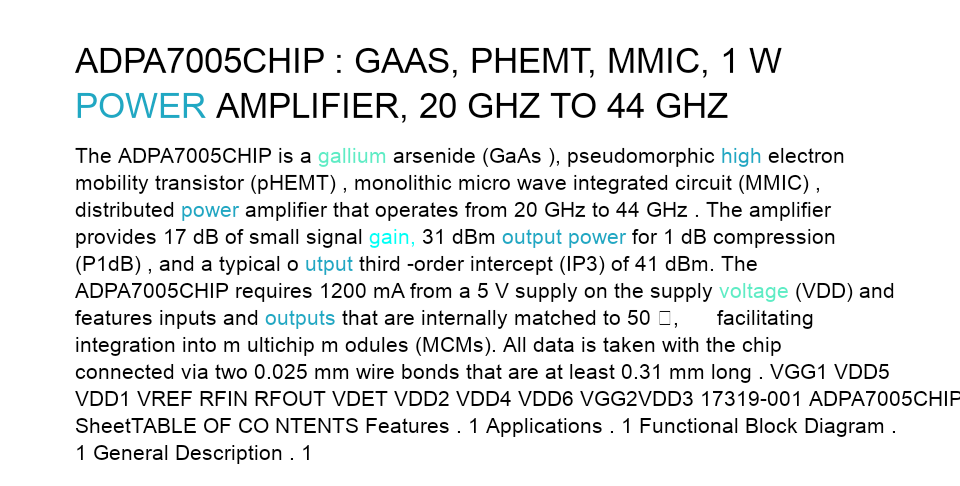 ADPA7005CHIP : GAAS, PHEMT, MMIC, 1 W
POWER AMPLIFIER, 20 GHZ TO 44 GHZ
The ADPA7005CHIP is a gallium arsenide (GaAs ), pseudomorphic high electron
mobility transistor (pHEMT) , monolithic micro wave integrated circuit (MMIC) ,
distributed power amplifier that operates from 20 GHz to 44 GHz . The amplifier
provides 17 dB of small signal gain, 31 dBm output power for 1 dB compression
(P1dB) , and a typical o utput third -order intercept (IP3) of 41 dBm. The
ADPA7005CHIP requires 1200 mA from a 5 V supply on the supply voltage (VDD) and
features inputs and outputs that are internally matched to 50 , facilitating
integration into m ultichip m odules (MCMs). All data is taken with the chip
connected via two 0.025 mm wire bonds that are at least 0.31 mm long . VGG1 VDD5
VDD1 VREF RFIN RFOUT VDET VDD2 VDD4 VDD6 VGG2VDD3 17319-001 ADPA7005CHIP
SheetTABLE OF CO NTENTS Features . 1 Applications . 1 Functional Block Diagram .
1 General Description . 1